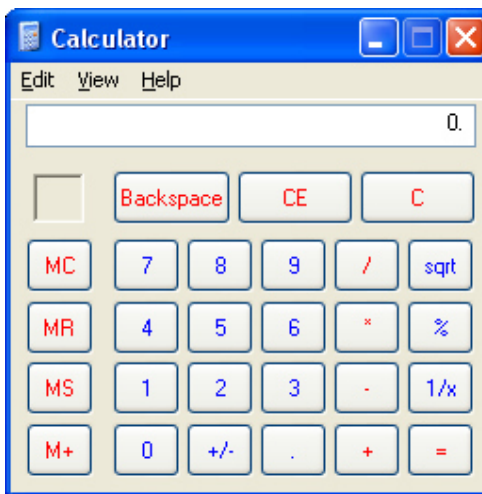 Calculator
Edit View Help
0.
Backspace CE C
MC 7 8 9 / sqrt
MR 4 5 6 * %
MS 1 2 3 - 1/x
M+ 0 +/- . + =